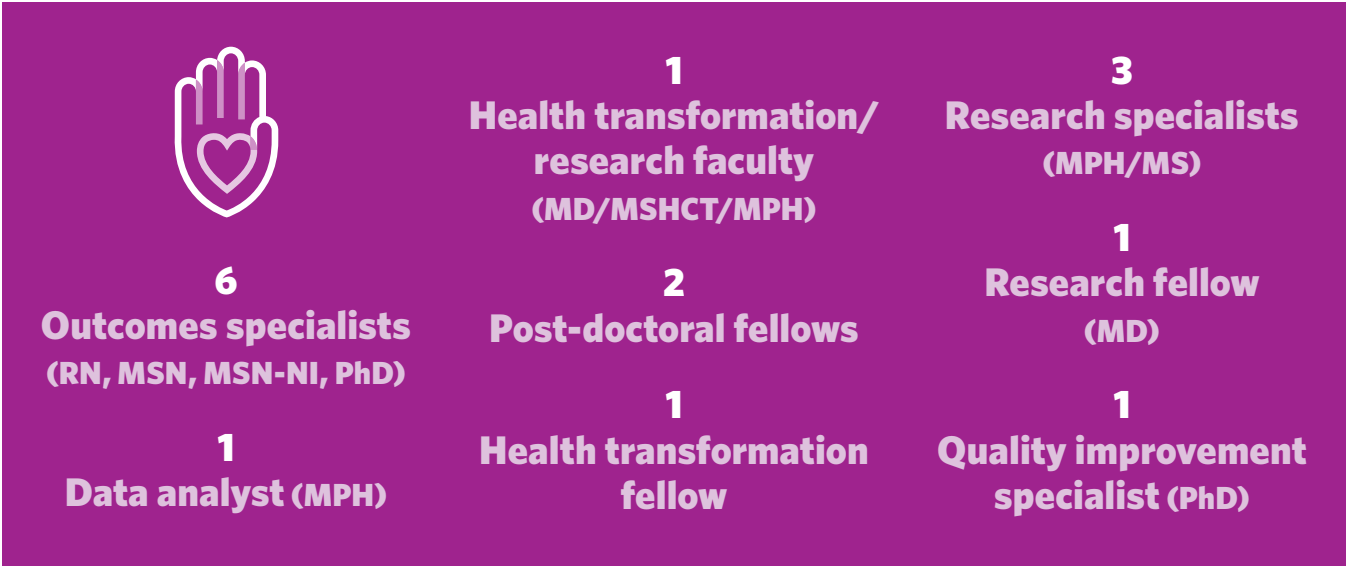 6
Outcomes specialists
(RN, MSN, MSN-NI, PhD)
1
Data analyst (MPH)
1
Health transformation/
research faculty
(MD/MSHCT/MPH)
2
Post-doctoral fellows
1
Health transformation
fellow
3
Research specialists
(MPH/MS)
1
Research fellow
(MD)
1
Quality improvement
specialist (PhD)